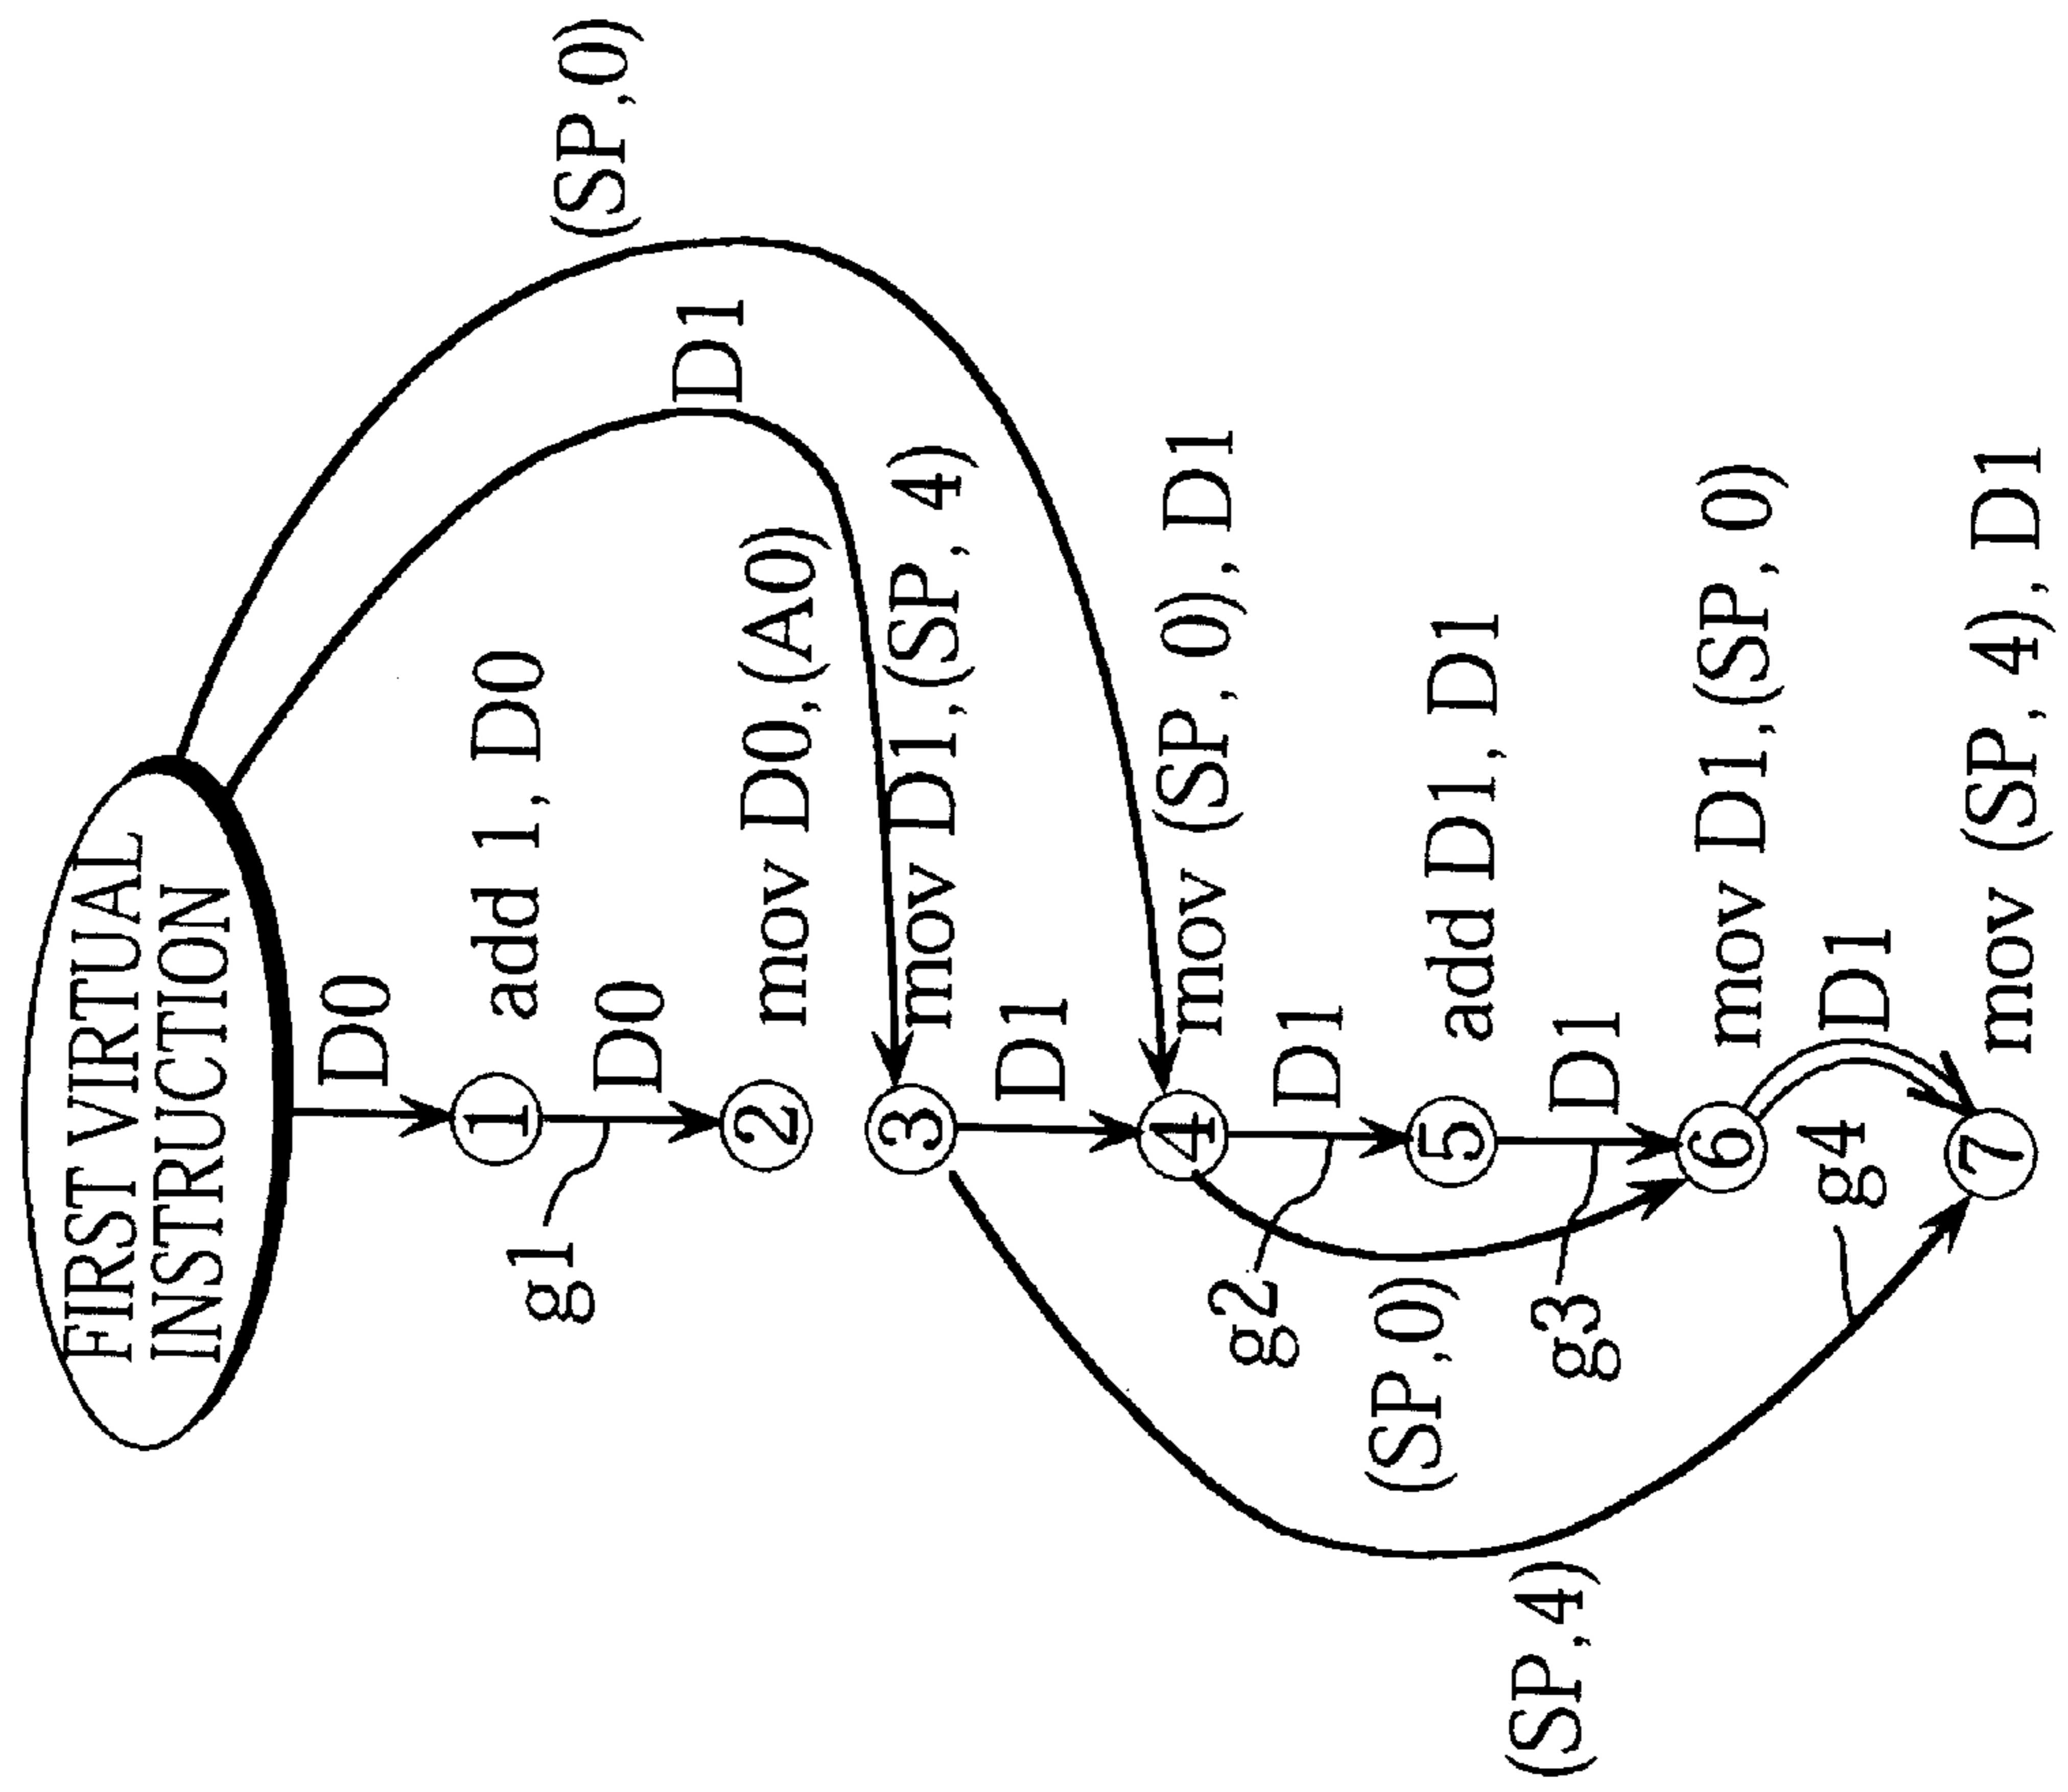 FIRST VIRTUAL
INSTRUCTION
(SP,0)
D1
D0
1
add 1, D0
g1
D0
2
mov D0,(A0)
3
mov D1,(SP, 4)
D1
4
mov (SP, 0), D1
g2
D1
5
add D1, D1
(SP,0)
g3
D1
6
mov D1,(SP, 0)
(SP,4)
g4
D1
7
mov (SP, 4), D1